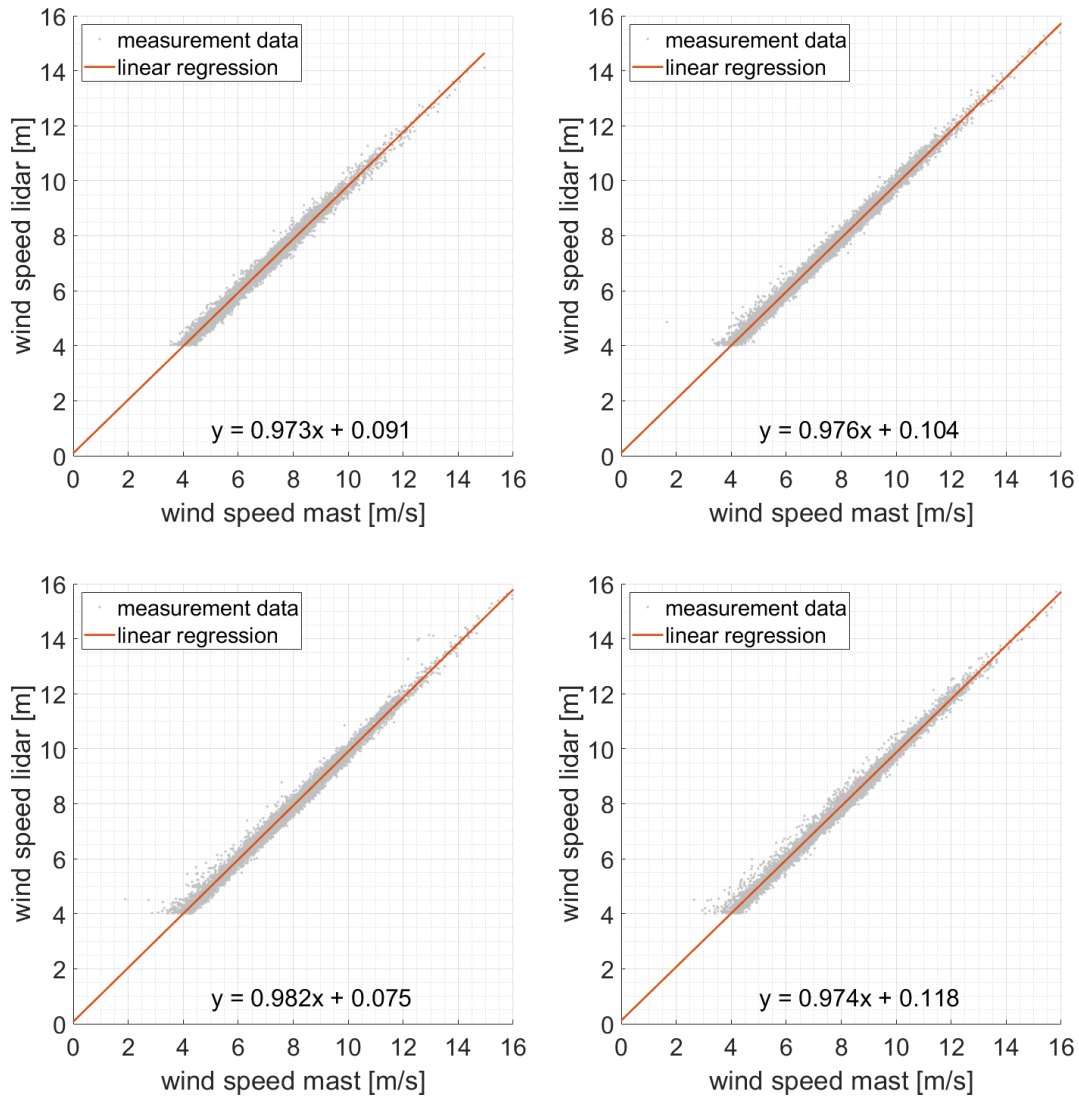 16
14
12
10
8
6
4
2
0
wind speed lidar [m]
measurement data
linear regression
y = 0.973x + 0.091
0 2 4 6 8 10 12 14 16
wind speed mast [m/s]
16
14
12
10
8
6
4
2
0
wind speed lidar [m]
measurement data
linear regression
y = 0.976x + 0.104
0 2 4 6 8 10 12 14 16
wind speed mast [m/s]
16
14
12
10
8
6
4
2
0
wind speed lidar [m]
measurement data
linear regression
y = 0.982x + 0.075
0 2 4 6 8 10 12 14 16
wind speed mast [m/s]
16
14
12
10
8
6
4
2
0
wind speed lidar [m]
measurement data
linear regression
y = 0.974x + 0.118
0 2 4 6 8 10 12 14 16
wind speed mast [m/s]